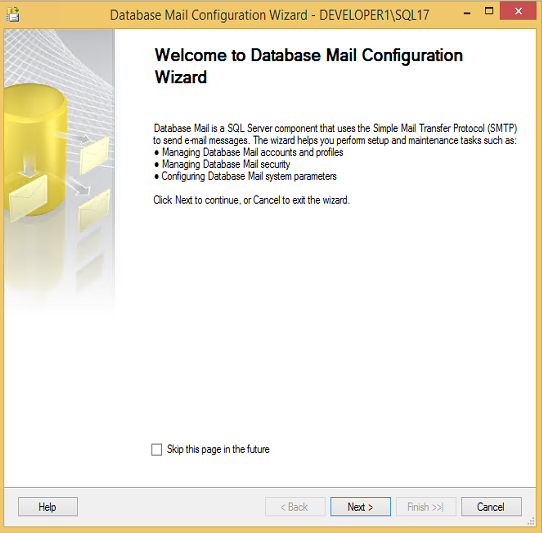 Database Mail Configuration Wizard - DEVELOPER1\SQL17
Welcome to Database Mail Configuration
Wizard
Database Mail is a SQL Server component that uses the Simple Mail Transfer Protocol (SMTP)
to send e-mail messages. The wizard helps you perform setup and maintenance tasks such as:
● Managing Database Mail accounts and profiles
● Managing Database Mail security
● Configuring Database Mail system parameters
Click Next to continue, or Cancel to exit the wizard.
Skip this page in the future
Help
< Back
Next >
Finish >>|
Cancel